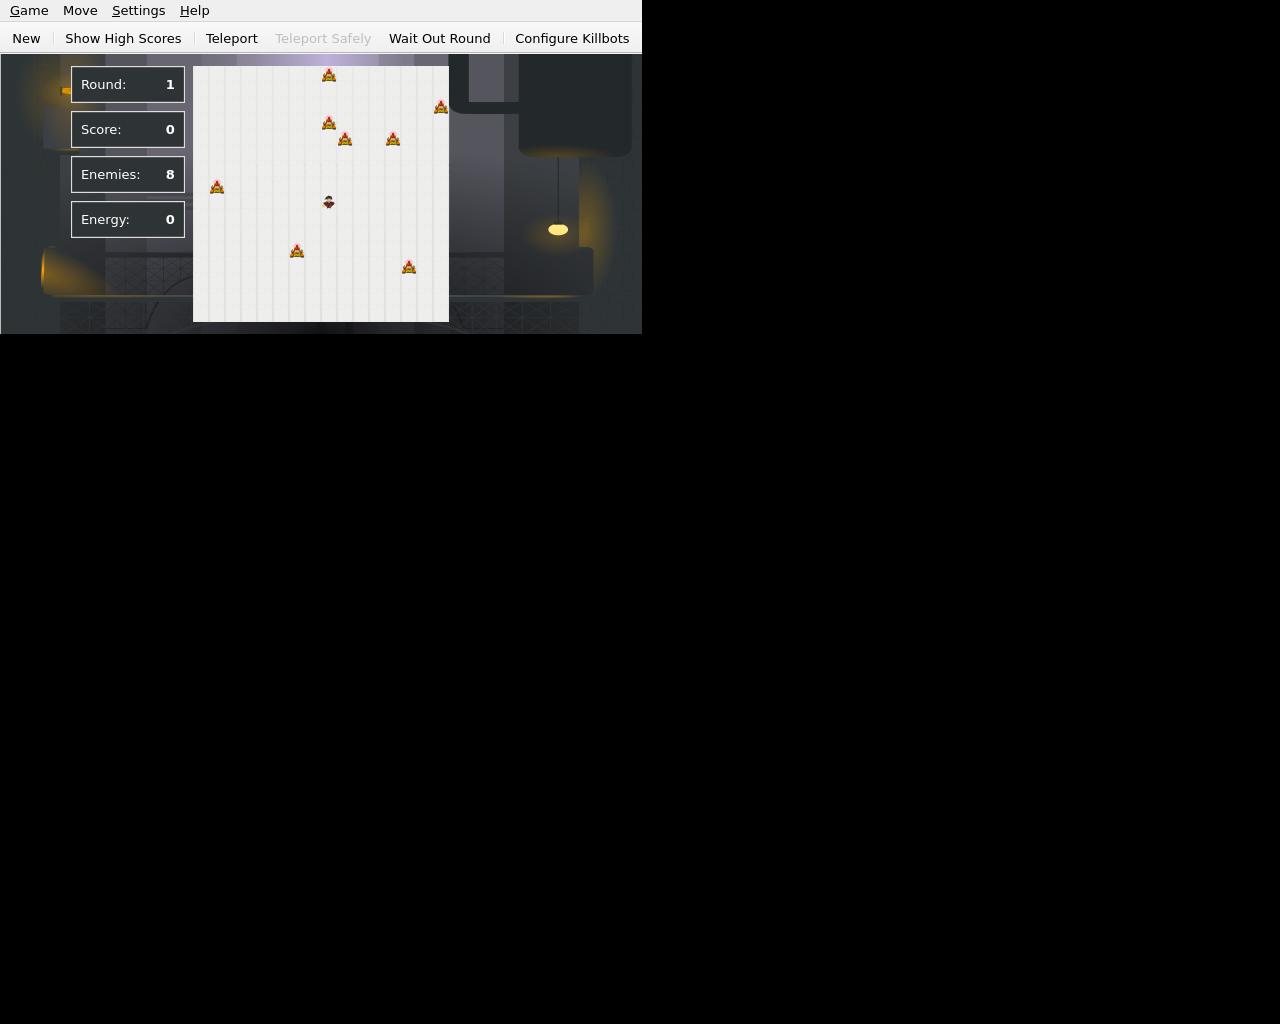 Game Move Settings Help
New Show High Scores Teleport Teleport Safely Wait Out Round Configure Killbots
Round: 1
Score: 0
Enemies: 8
Energy: 0